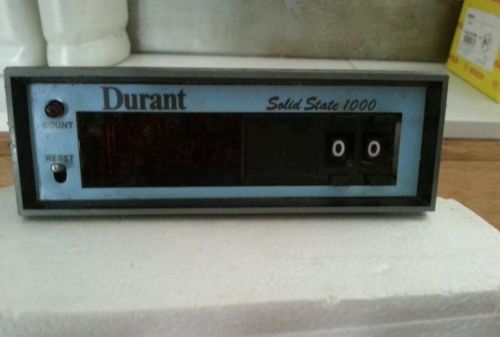 Durant
Solid State 1000
COUNT
RESET
0 0